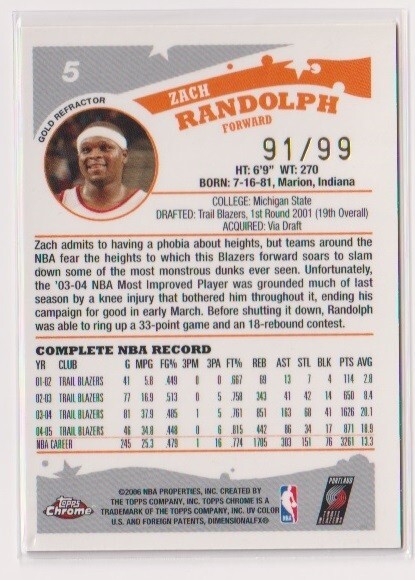 5
GOLD REFRACTOR
ZACH
RANDOLPH
FORWARD
91/99
HT: 6'9" WT: 270
BORN: 7-16-81, Marion, Indiana
COLLEGE: Michigan State
DRAFTED: Trail Blazers, 1st Round 2001 (19th Overall)
ACQUIRED: Via Draft
Zach admits to having a phobia about heights, but teams around the
NBA fear the heights to which this Blazers forward soars to slam
down some of the most monstrous dunks ever seen. Unfortunately,
the '03-04 NBA Most Improved Player was grounded much of last
season by a knee injury that bothered him throughout it, ending his
campaign for good in early March. Before shutting it down, Randolph
was able to ring up a 33-point game and an 18-rebound contest.
COMPLETE NBA RECORD
YR CLUB G MPG FG% 3PM 3PA FT% REB AST STL BLK PTS AVG
01-02 TRAIL BLAZERS 41 5.8 .449 0 0 .667 69 13 7 4 114 2.8
02-03 TRAIL BLAZERS 77 16.9 .513 0 5 .758 343 41 42 14 650 8.4
03-04 TRAIL BLAZERS 81 37.9 .485 1 5 .761 851 163 68 41 1626 20.1
04-05 TRAIL BLAZERS 46 34.8 .448 0 6 .815 442 86 34 17 871 18.9
NBA CAREER 245 25.3 .479 1 16 .774 1705 303 151 76 3261 13.3
Topps
Chrome
©2006 NBA PROPERTIES, INC. CREATED BY
THE TOPPS COMPANY, INC. TOPPS CHROME IS A
TRADEMARK OF THE TOPPS COMPANY, INC. UV COLOR
U.S. AND FOREIGN PATENTS, DIMENSIONALFX®
NBA
PORTLAND
TRAIL BLAZERS